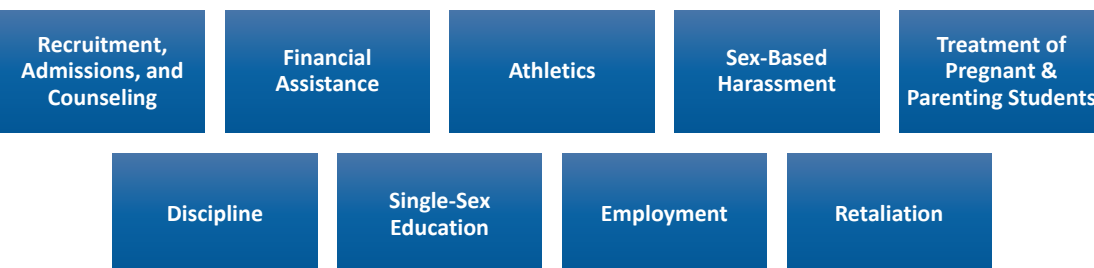 Recruitment,
Admissions, and
Counseling
Financial
Assistance
Athletics
Sex-Based
Harassment
Treatment of
Pregnant &
Parenting Students
Discipline
Single-Sex
Education
Employment
Retaliation